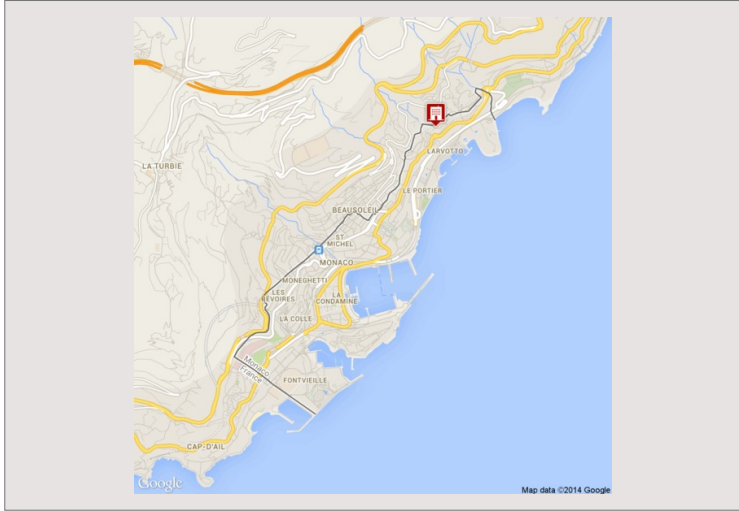 LARVOTTO
LA TURBIE
LE PORTIER
BEAUSOLEIL
ST
MICHEL
MONACO
MONEGHETTI
LES
RÉVOIRES
LA
CONDAMINE
LA COLLE
Monaco
France
FONTVIEILLE
CAP-D'AIL
Google
Map data ©2014 Google